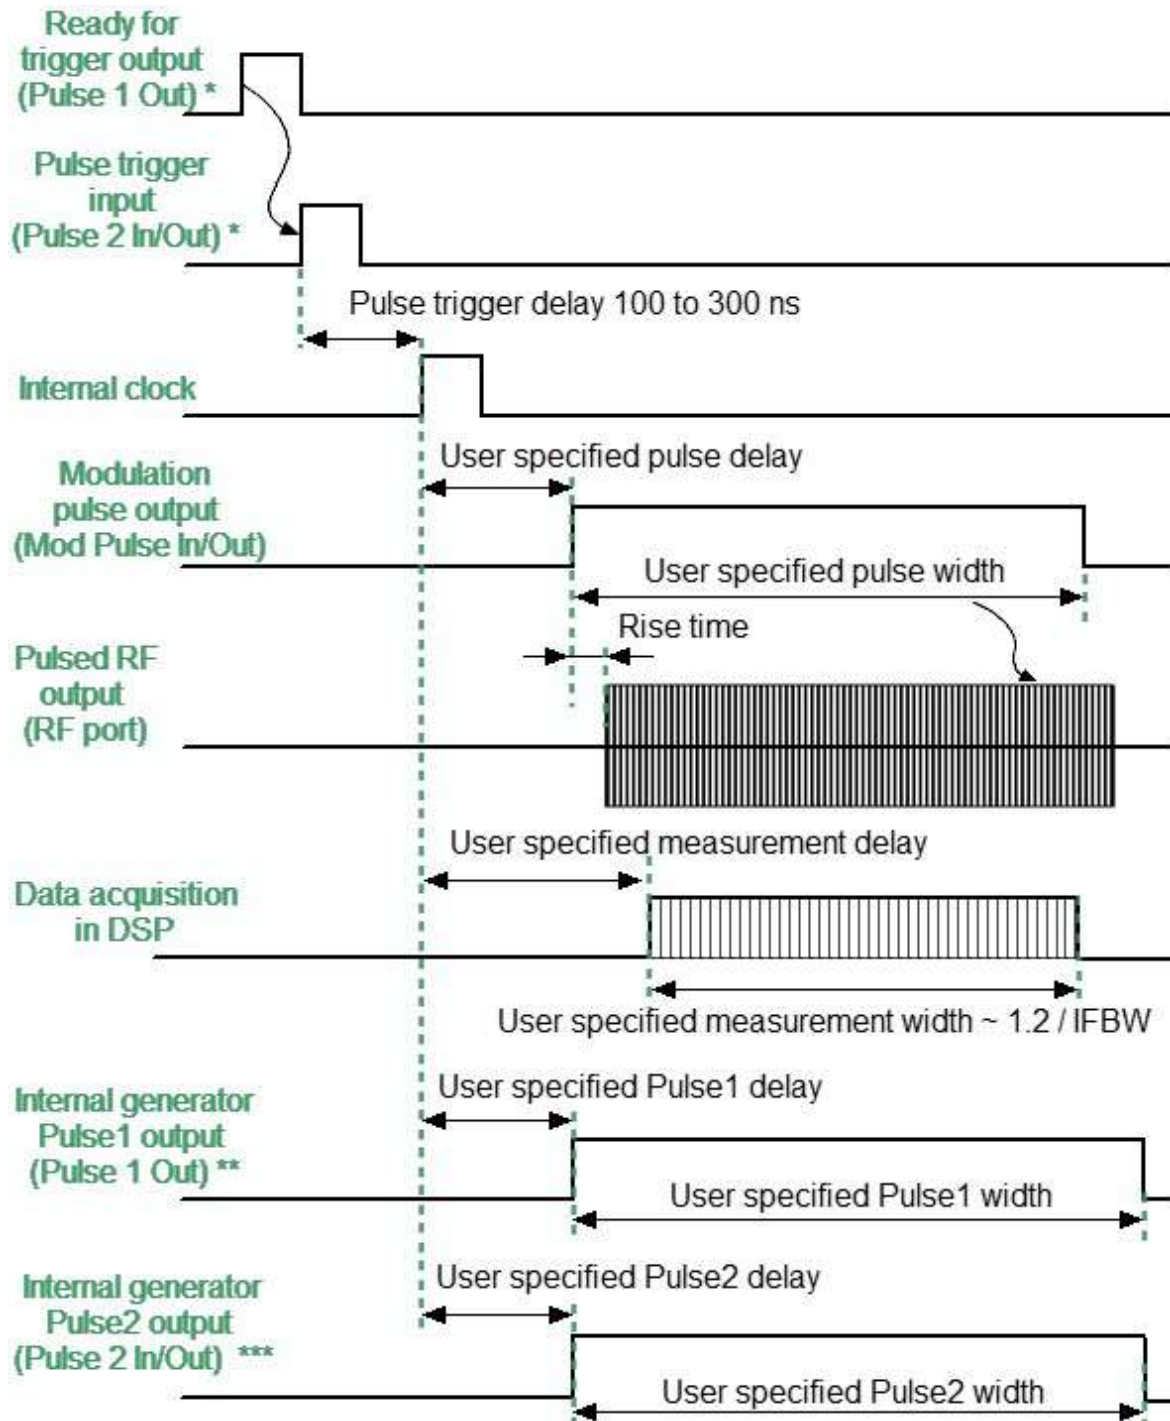 Ready for
trigger output
(Pulse 1 Out) *
Pulse trigger
input
(Pulse 2 In/Out) *
Pulse trigger delay 100 to 300 ns
Internal clock
User specified pulse delay
Modulation
pulse output
(Mod Pulse In/Out)
User specified pulse width
Rise time
Pulsed RF
output
(RF port)
User specified measurement delay
Data acquisition
in DSP
User specified measurement width ~ 1.2 / IFBW
User specified Pulse1 delay
Internal generator
Pulse1 output
(Pulse 1 Out) **
User specified Pulse1 width
User specified Pulse2 delay
Internal generator
Pulse2 output
(Pulse 2 In/Out) ***
User specified Pulse2 width